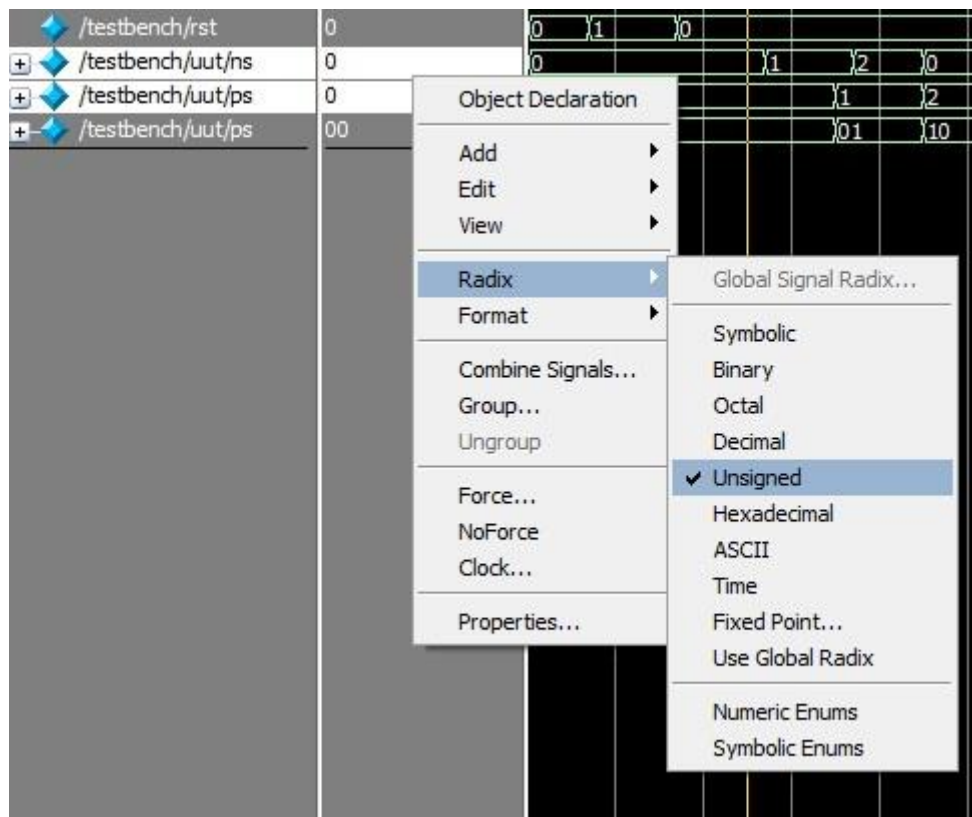 /testbench/rst 0 0 1 0
/testbench/uut/ns 0 0 1 2 0
/testbench/uut/ps 0 1 2
/testbench/uut/ps 00 01 10
Object Declaration
Add
Edit
View
Radix
Format
Combine Signals...
Group...
Ungroup
Force...
NoForce
Clock...
Properties...
Global Signal Radix...
Symbolic
Binary
Octal
Decimal
Unsigned
Hexadecimal
ASCII
Time
Fixed Point...
Use Global Radix
Numeric Enums
Symbolic Enums